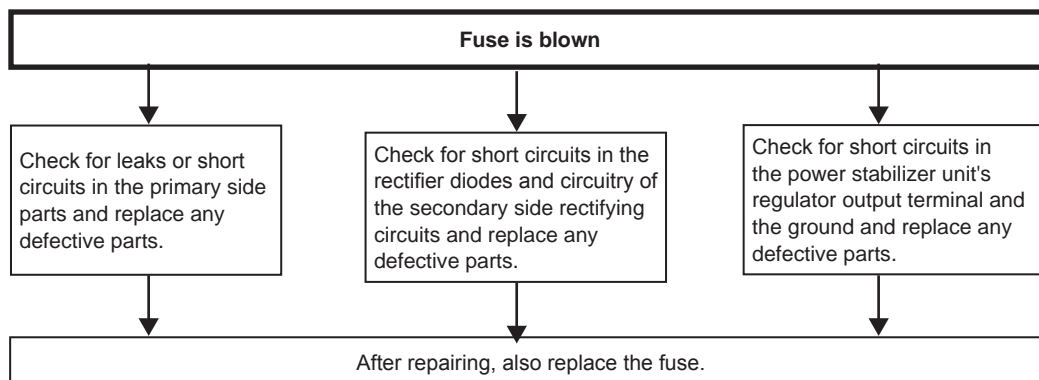 Fuse is blown
Check for leaks or short
circuits in the primary side
parts and replace any
defective parts.
Check for short circuits in the
rectifier diodes and circuitry of
the secondary side rectifying
circuits and replace any
defective parts.
Check for short circuits in
the power stabilizer unit's
regulator output terminal and
the ground and replace any
defective parts.
After repairing, also replace the fuse.